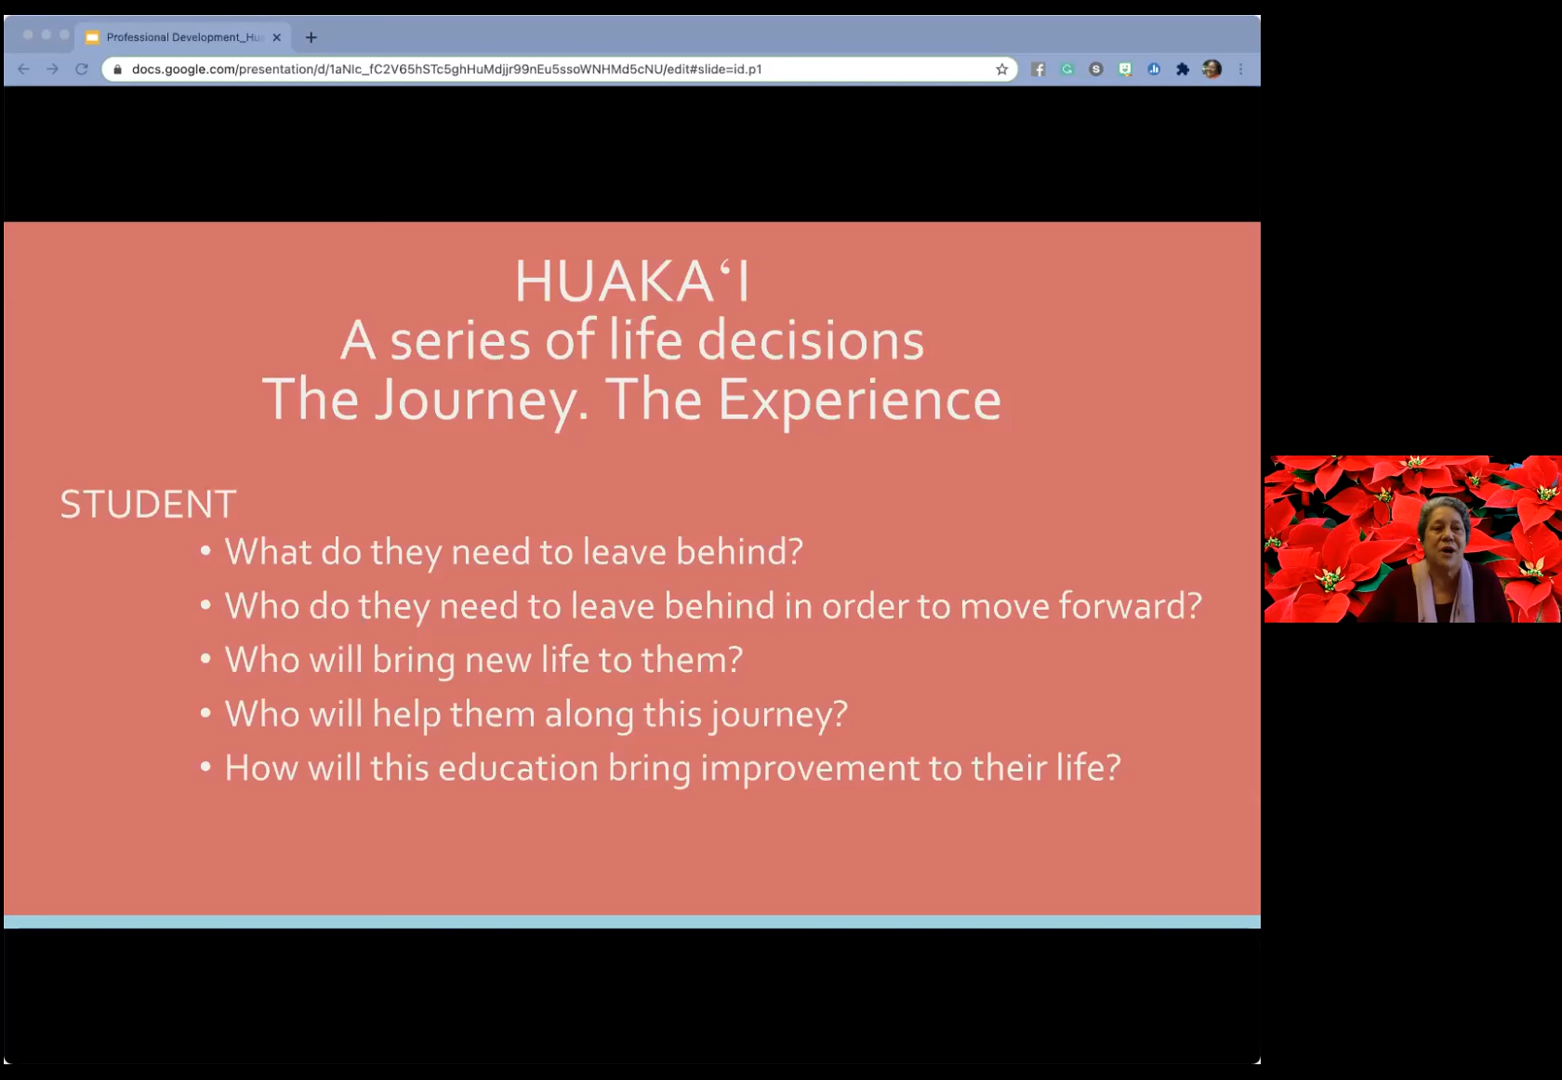 Professional Development_Hu
docs.google.com/presentation/d/1aNlc_fC2V65hSTc5ghHuMdjjr99nEu5ssoWNHMd5cNU/edit#slide=id.p1
HUAKAʻI
A series of life decisions
The Journey. The Experience
STUDENT
• What do they need to leave behind?
• Who do they need to leave behind in order to move forward?
• Who will bring new life to them?
• Who will help them along this journey?
• How will this education bring improvement to their life?